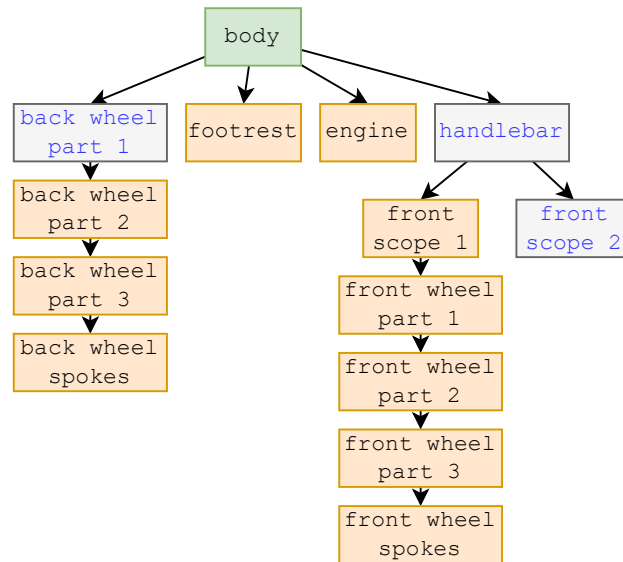 body
back wheel
part 1
footrest
engine
handlebar
back wheel
part 2
front
scope 1
front
scope 2
back wheel
part 3
front wheel
part 1
back wheel
spokes
front wheel
part 2
front wheel
part 3
front wheel
spokes